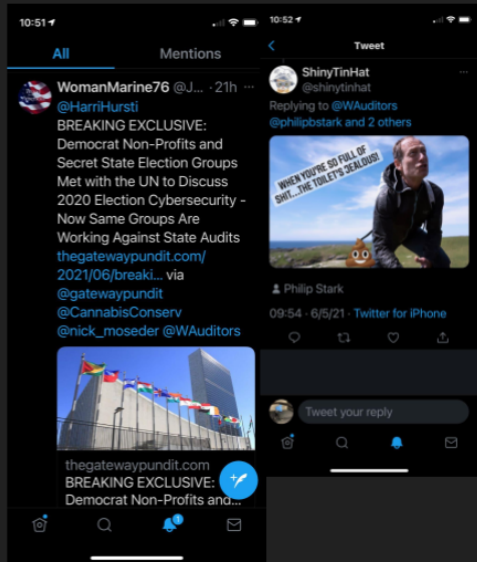 10:51
All Mentions
WomanMarine76 @J... · 21h ···
@HarriHursti
BREAKING EXCLUSIVE:
Democrat Non-Profits and
Secret State Election Groups
Met with the UN to Discuss
2020 Election Cybersecurity -
Now Same Groups Are
Working Against State Audits
thegatewaypundit.com/
2021/06/breaki... via
@gatewaypundit
@CannabisConserv
@nick_moseder @WAuditors
thegatewaypundit.com
BREAKING EXCLUSIVE:
Democrat Non-Profits and...
1
10:52
Tweet
ShinyTinHat ···
@shinytinhat
Replying to @WAuditors
@philipbstark and 2 others
WHEN YOU'RE SO FULL OF
SHIT...THE TOILET'S JEALOUS!
Philip Stark
09:54 · 6/5/21 · Twitter for iPhone
Tweet your reply